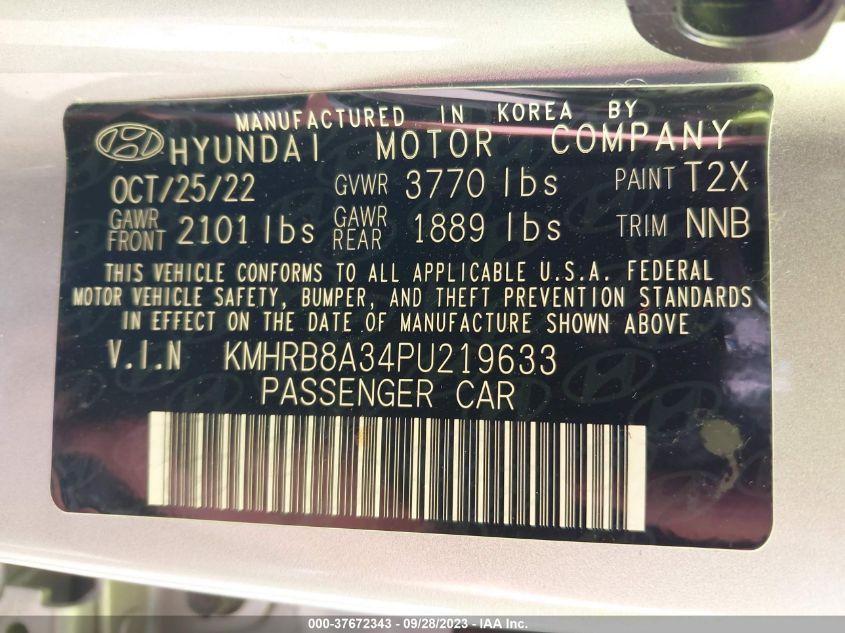 MANUFACTURED IN KOREA BY
HYUNDAI MOTOR COMPANY
OCT/25/22 GVWR 3770 lbs PAINT T2X
GAWR FRONT 2101 lbs GAWR REAR 1889 lbs TRIM NNB
THIS VEHICLE CONFORMS TO ALL APPLICABLE U.S.A. FEDERAL
MOTOR VEHICLE SAFETY, BUMPER, AND THEFT PREVENTION STANDARDS
IN EFFECT ON THE DATE OF MANUFACTURE SHOWN ABOVE
V.I.N KMHRB8A34PU219633
PASSENGER CAR
000-37672343 - 09/28/2023 - IAA Inc.